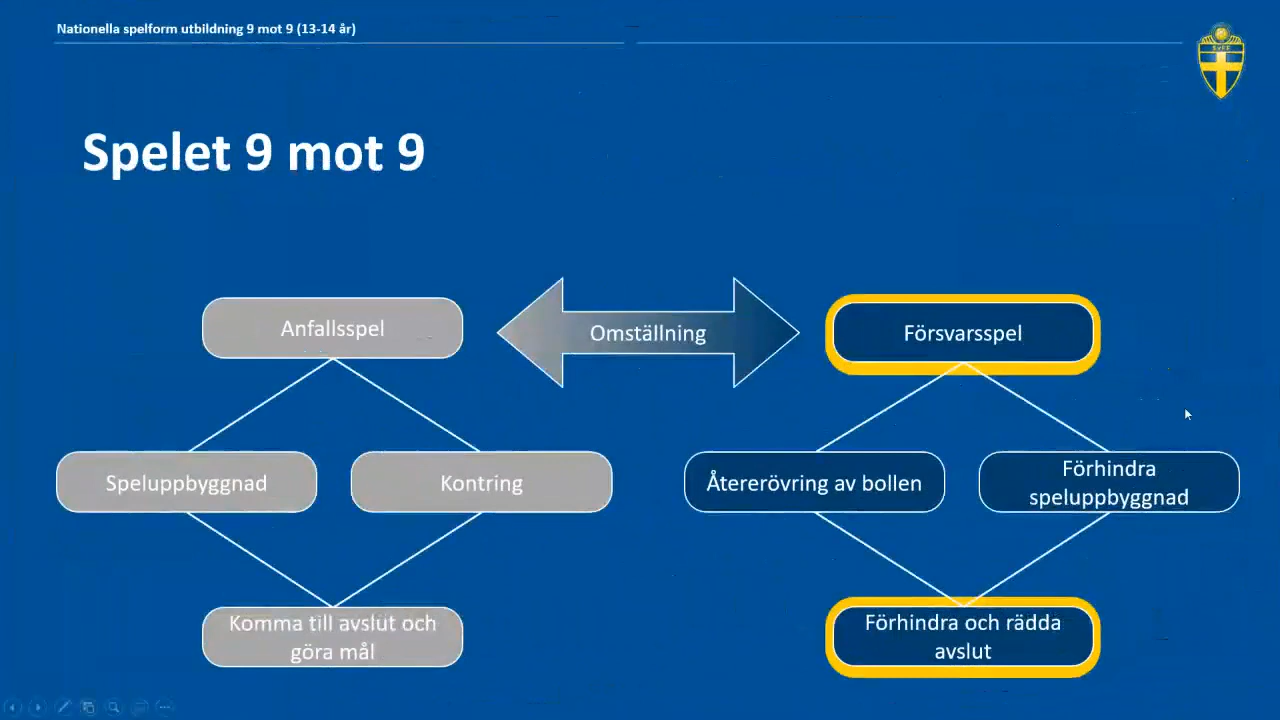 Nationella spelform utbildning 9 mot 9 (13-14 år)
SvFF
Spelet 9 mot 9
Anfallsspel
Omställning
Försvarsspel
Speluppbyggnad
Kontring
Återerövring av bollen
Förhindra
speluppbyggnad
Komma till avslut och
göra mål
Förhindra och rädda
avslut